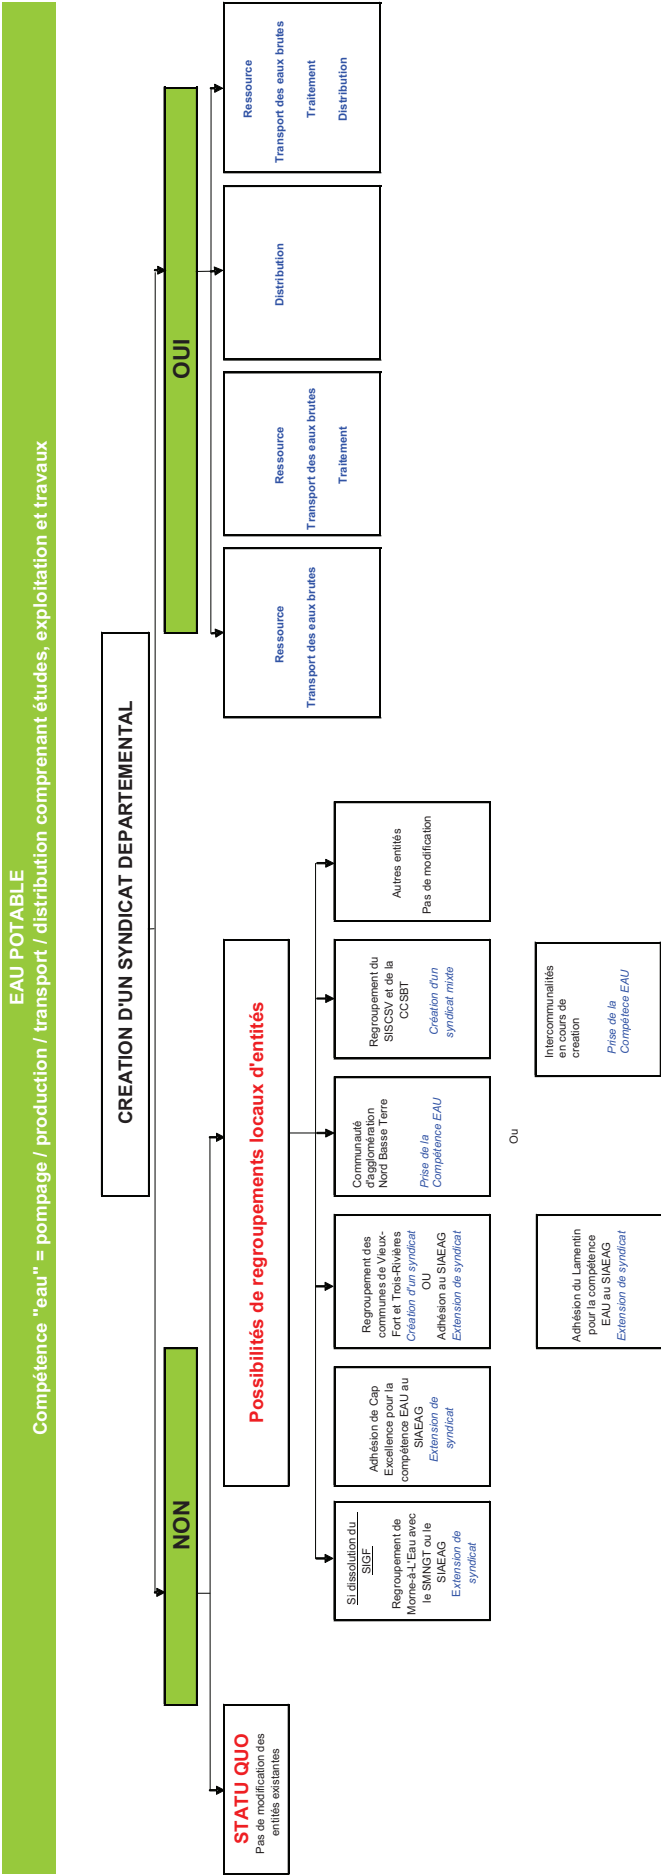 EAU POTABLE
Compétence "eau" = pompage / production / transport / distribution comprenant études, exploitation et travaux
CREATION D'UN SYNDICAT DEPARTEMENTAL
NON
OUI
STATU QUO
Pas de modification des
entités existantes
Possibilités de regroupements locaux d'entités
Ressource
Transport des eaux brutes
Ressource
Transport des eaux brutes
Traitement
Distribution
Ressource
Transport des eaux brutes
Traitement
Distribution
Si dissolution du
SIGF
Regroupement de
Morne-à-L'Eau avec
le SMNGT ou le
SIAEAG
Extension de
syndicat
Adhésion de Cap
Excellence pour la
compétence EAU au
SIAEAG
Extension de
syndicat
Regroupement des
communes de Vieux-
Fort et Trois-Rivières
Création d'un syndicat
OU
Adhésion au SIAEAG
Extension de syndicat
Communauté
d'agglomération
Nord Basse Terre
Prise de la
Compétence EAU
Regroupement du
SISCSV et de la
CCSBT
Création d'un
syndicat mixte
Autres entités
Pas de modification
Ou
Adhésion du Lamentin
pour la compétence
EAU au SIAEAG
Extension de syndicat
Intercommunalités
en cours de
creation
Prise de la
Compétece EAU